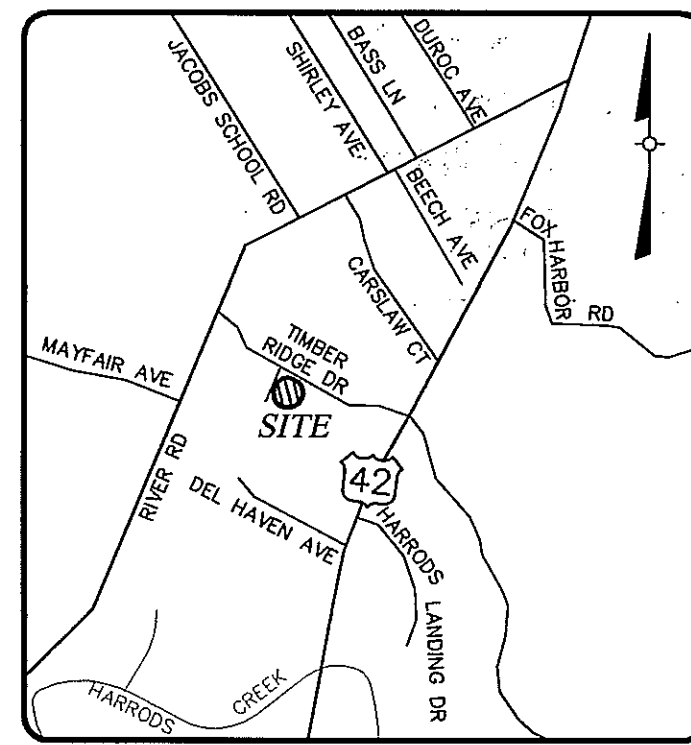 JACOBS SCHOOL RD
SHIRLEY AVE.
BASS LN
DUROC AVE
BEECH AVE
FOX HARBOR RD
CARSLAW CT
TIMBER
RIDGE DR
MAYFAIR AVE
SITE
RIVER RD
42
DEL HAVEN AVE
HARRODS LANDING DR
HARRODS CREEK